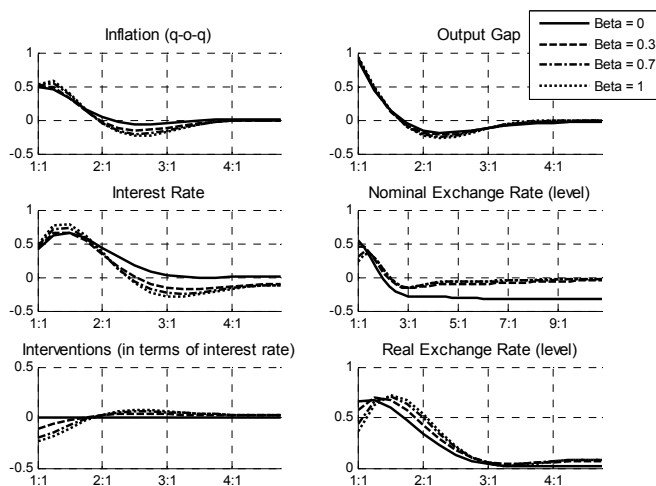 Inflation (q-o-q)
1
0.5
0
-0.5
1:1 2:1 3:1 4:1
Output Gap
1
0.5
0
-0.5
1:1 2:1 3:1 4:1
Beta = 0
Beta = 0.3
Beta = 0.7
Beta = 1
Interest Rate
1
0.5
0
-0.5
1:1 2:1 3:1 4:1
Nominal Exchange Rate (level)
1
0.5
0
-0.5
1:1 3:1 5:1 7:1 9:1
Interventions (in terms of interest rate)
0.5
0
-0.5
1:1 2:1 3:1 4:1
Real Exchange Rate (level)
1
0.5
0
1:1 2:1 3:1 4:1